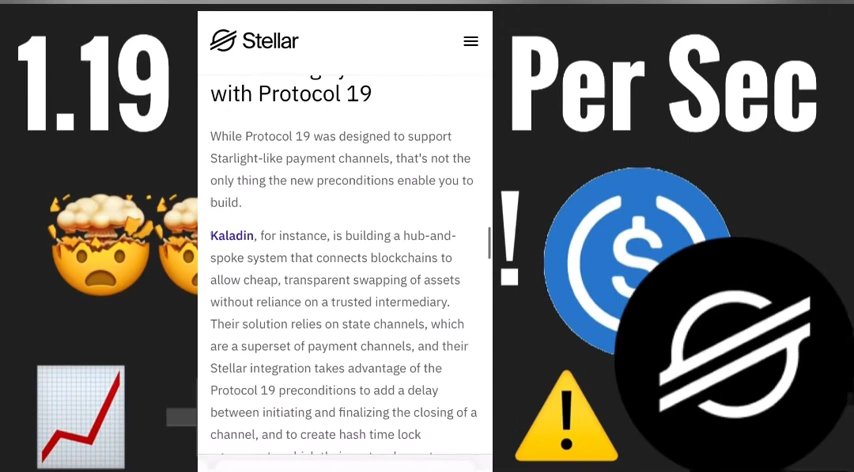 1.19
Per Sec
!
Stellar
with Protocol 19
While Protocol 19 was designed to support
Starlight-like payment channels, that's not the
only thing the new preconditions enable you to
build.
Kaladin, for instance, is building a hub-and-
spoke system that connects blockchains to
allow cheap, transparent swapping of assets
without reliance on a trusted intermediary.
Their solution relies on state channels, which
are a superset of payment channels, and their
Stellar integration takes advantage of the
Protocol 19 preconditions to add a delay
between initiating and finalizing the closing of a
channel, and to create hash time lock